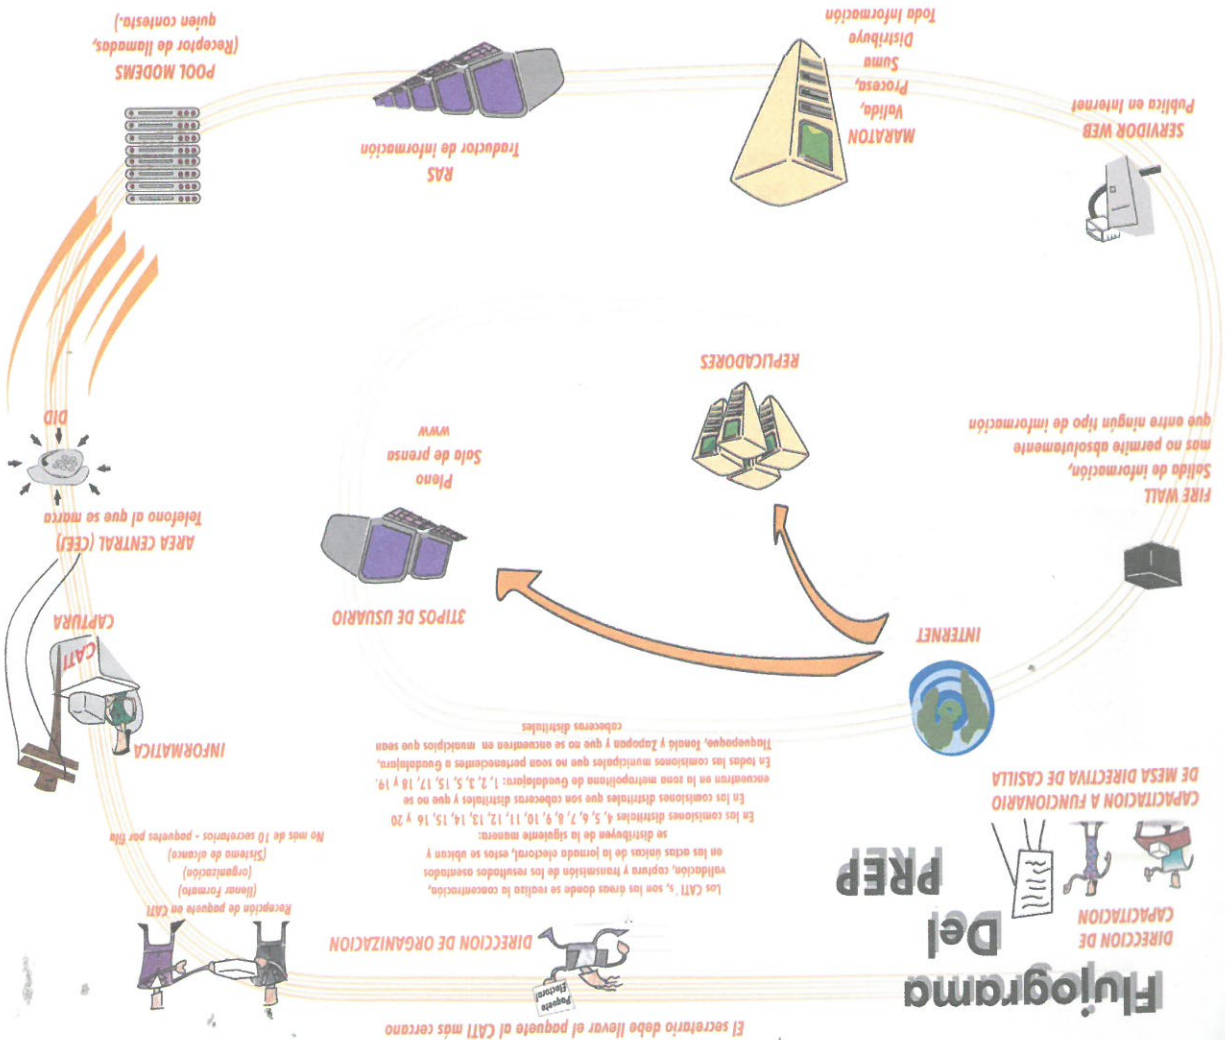 Flujograma
Del
PREP
DIRECCION DE
CAPACITACION
CAPACITACION A FUNCIONARIO
DE MESA DIRECTIVA DE CASILLA
El secretario debe llevar el paquete al CATI más cercano
Paquete
Electoral
DIRECCION DE ORGANIZACION
Recepción de paquete en CATI
(llenar formato)
(organización)
(Sistema de alcance)
No más de 10 secretarios - paquetes por fila
Los CATI´s, son las áreas donde se realiza la concentración,
validación, captura y transmisión de los resultados asentados
en las actas únicas de la jornada electoral, estos se ubican y
se distribuyen de la siguiente manera:
En las comisiones distriteles 4, 5, 6, 7, 8, 9, 10, 11, 12, 13, 14, 15, 16 y 20
En las comisiones distritales que son cabeceras distritales y que no se
encuentran en la zona metropolitana de Guadalajara: 1, 2, 3, 5, 15, 17, 18 y 19.
En todas las comisiones municipales que no sean pertenecientes a Guadalajara,
Tlaquepaque, Tonalá y Zapopan y que no se encuentren en municipios que sean
cabeceras distritales
INFORMATICA
CATI
CAPTURA
AREA CENTRAL (CEEJ)
Telefono al que se marca
DID
POOL MODEMS
(Receptor de llamadas,
quien contesta.)
RAS
Traductor de información
MARATON
Valida,
Procesa,
Suma
Distribuye
Toda Información
SERVIDOR WEB
Publica en Internet
FIRE WALL
Salida de información,
mas no permite absolutamente
que entre ningún tipo de imformación
INTERNET
REPLICADORES
3TIPOS DE USUARIO
Pleno
Sala de prensa
www